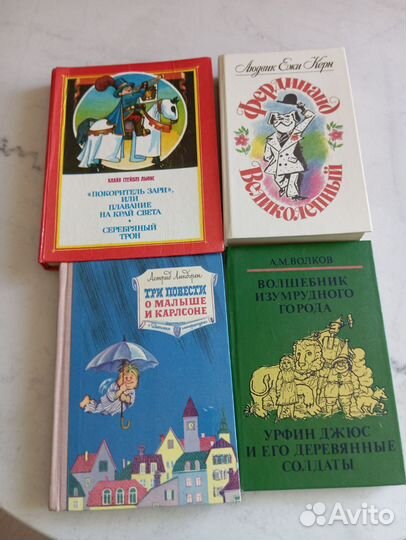 КЛАЙВ СТЕЙПЛЗ ЛЬЮИС
«ПОКОРИТЕЛЬ ЗАРИ»,
ИЛИ
ПЛАВАНИЕ
НА КРАЙ СВЕТА
СЕРЕБРЯНЫЙ
ТРОН
Людвик Ежи Керн
Фердинанд
Великолепный
Астрид Линдгрен
ТРИ ПОВЕСТИ
О МАЛЫШЕ
И КАРЛСОНЕ
А.М.ВОЛКОВ
ВОЛШЕБНИК
ИЗУМРУДНОГО
ГОРОДА
УРФИН ДЖЮС
И ЕГО ДЕРЕВЯННЫЕ
СОЛДАТЫ
Avito